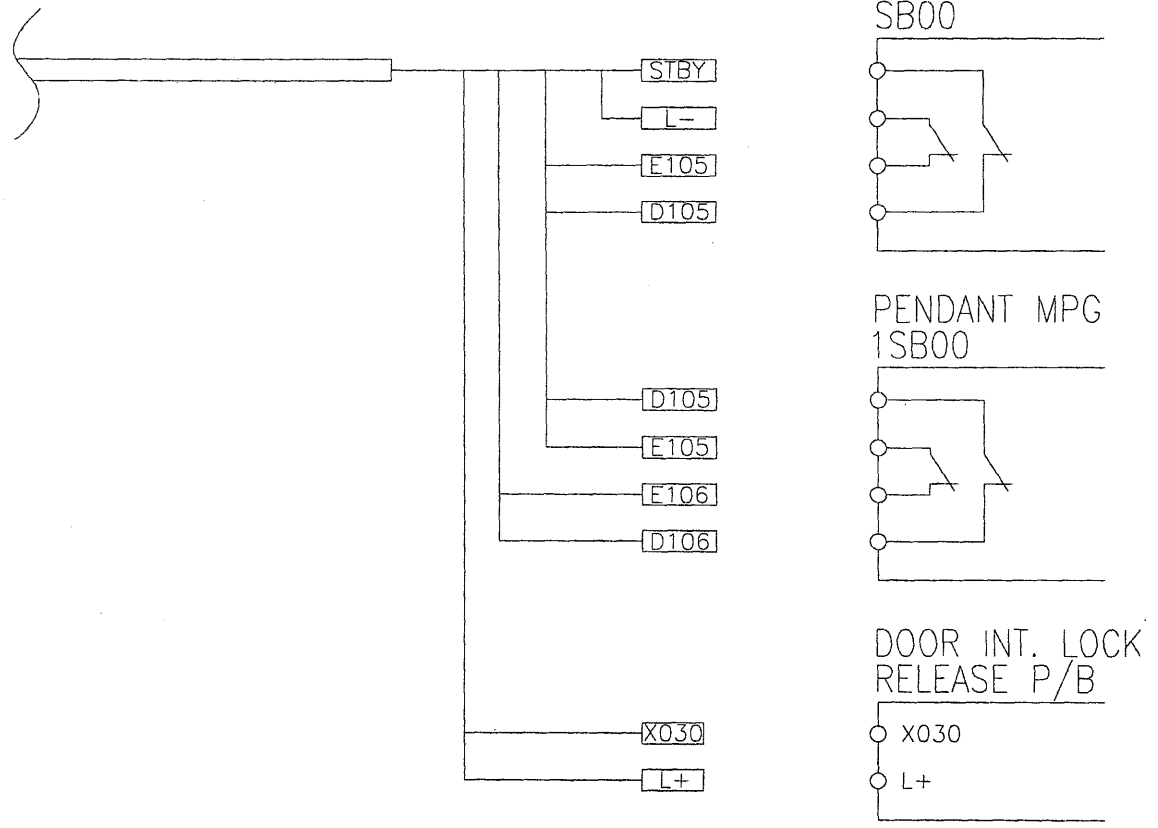 SB00
STBY
L-
E105
D105
PENDANT MPG
1SB00
D105
E105
E106
D106
DOOR INT. LOCK
RELEASE P/B
X030
X030
L+
L+